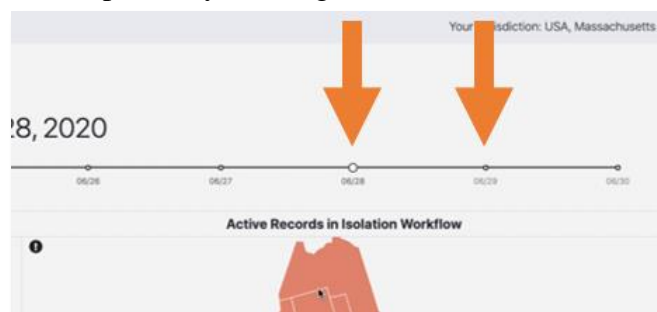 Your
isdiction: USA, Massachusetts
28, 2020
06/26 06/27 06/28 06/29 06/30
Active Records in Isolation Workflow